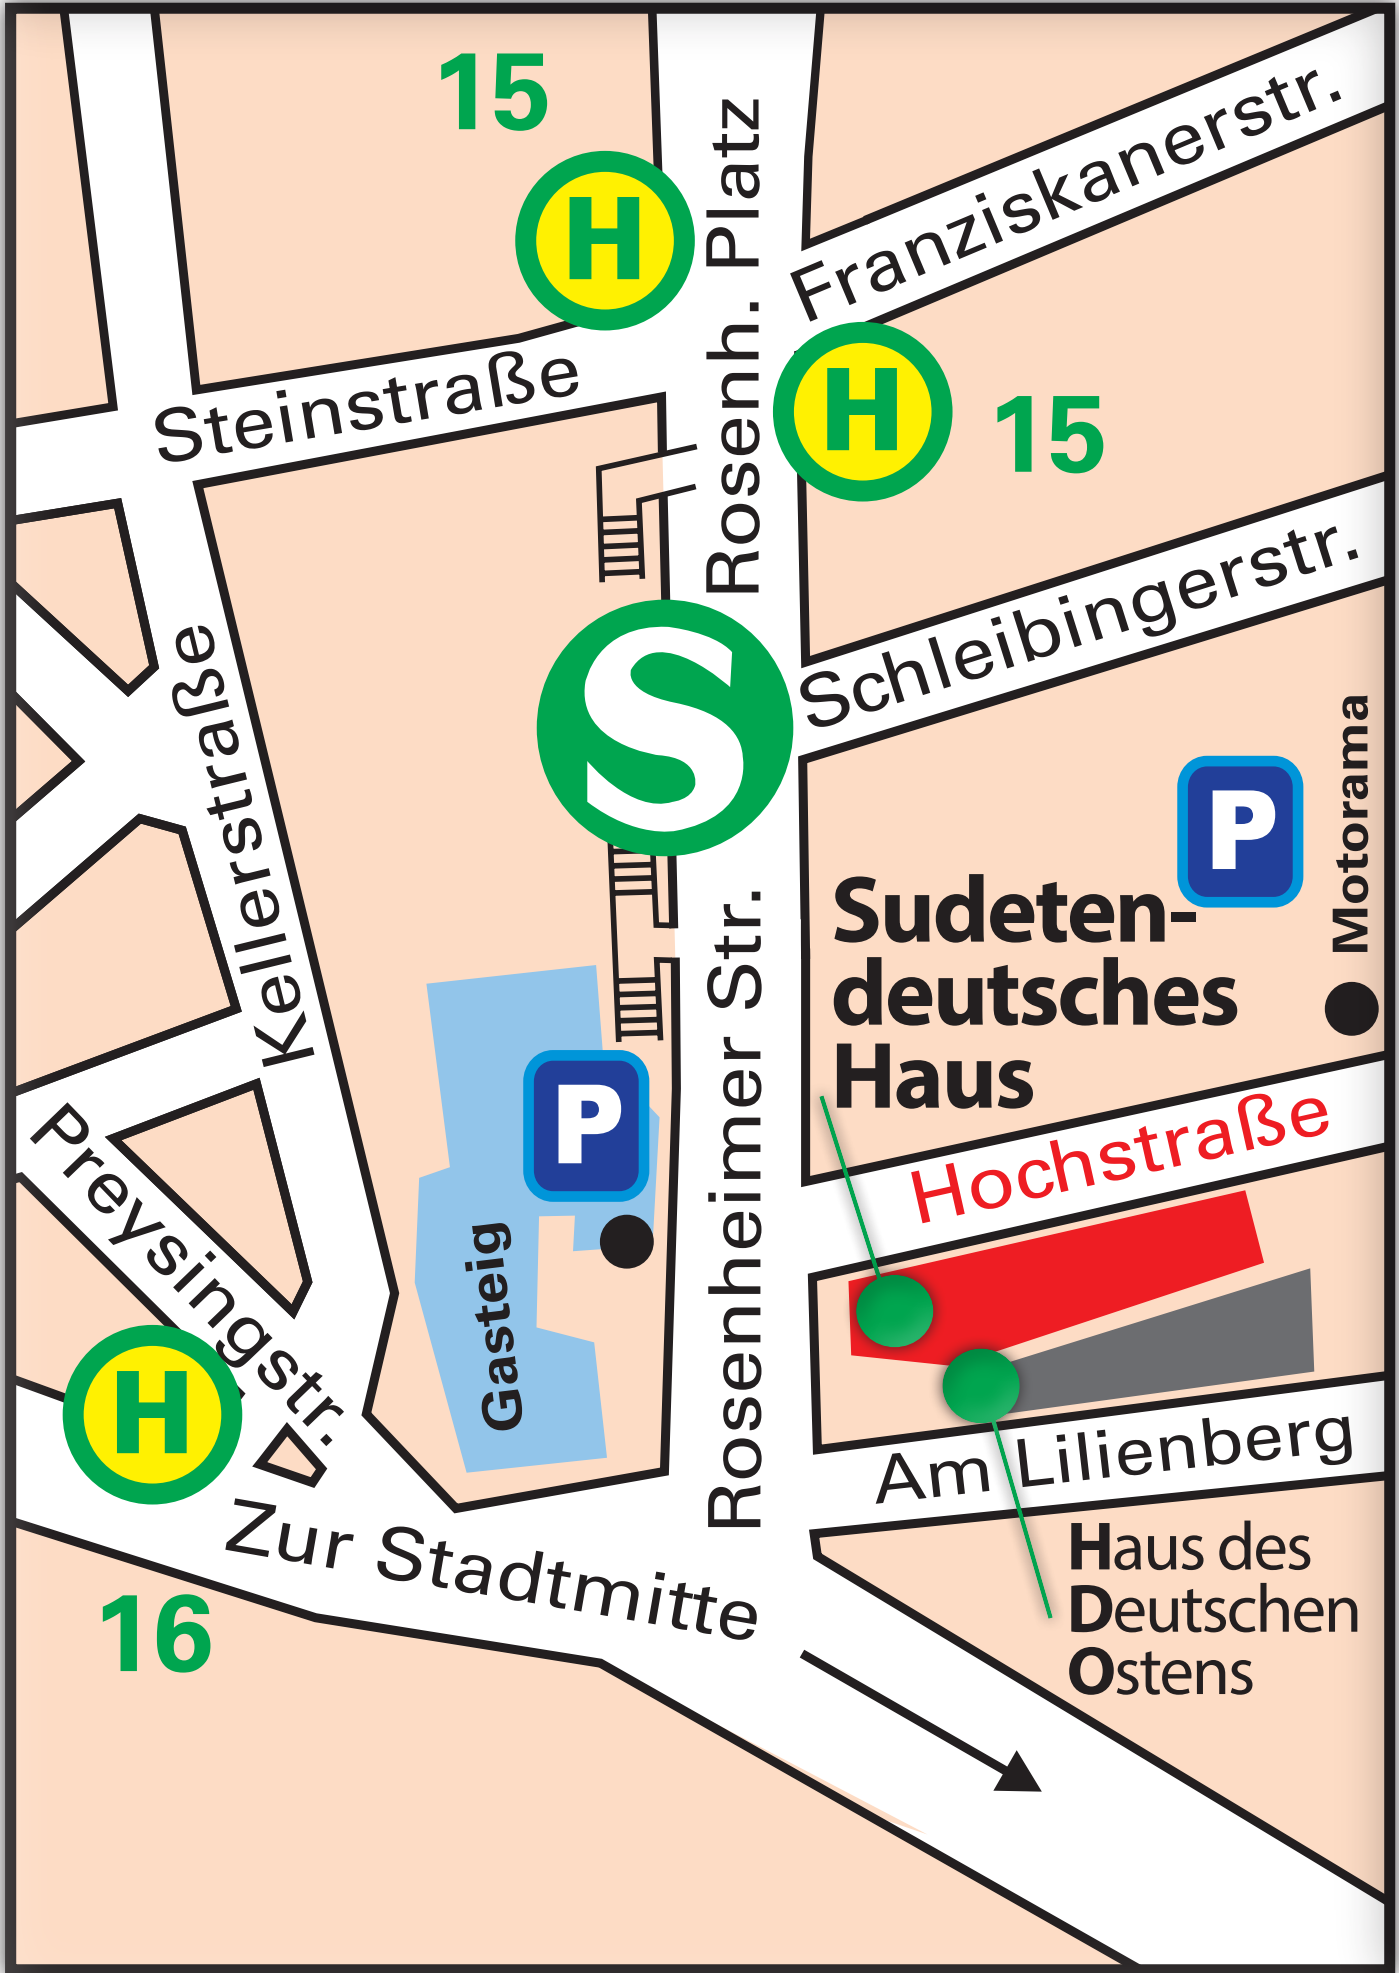 15
H
Rosenh. Platz
Franziskanerstr.
Steinstraße
H
15
S
Schleibingerstr.
Kellerstraße
P
Motorama
Sudeten-
deutsches
Haus
Rosenheimer Str.
P
Gasteig
Hochstraße
Preysingstr.
H
16
Am Lilienberg
Zur Stadtmitte
Haus des
Deutschen
Ostens